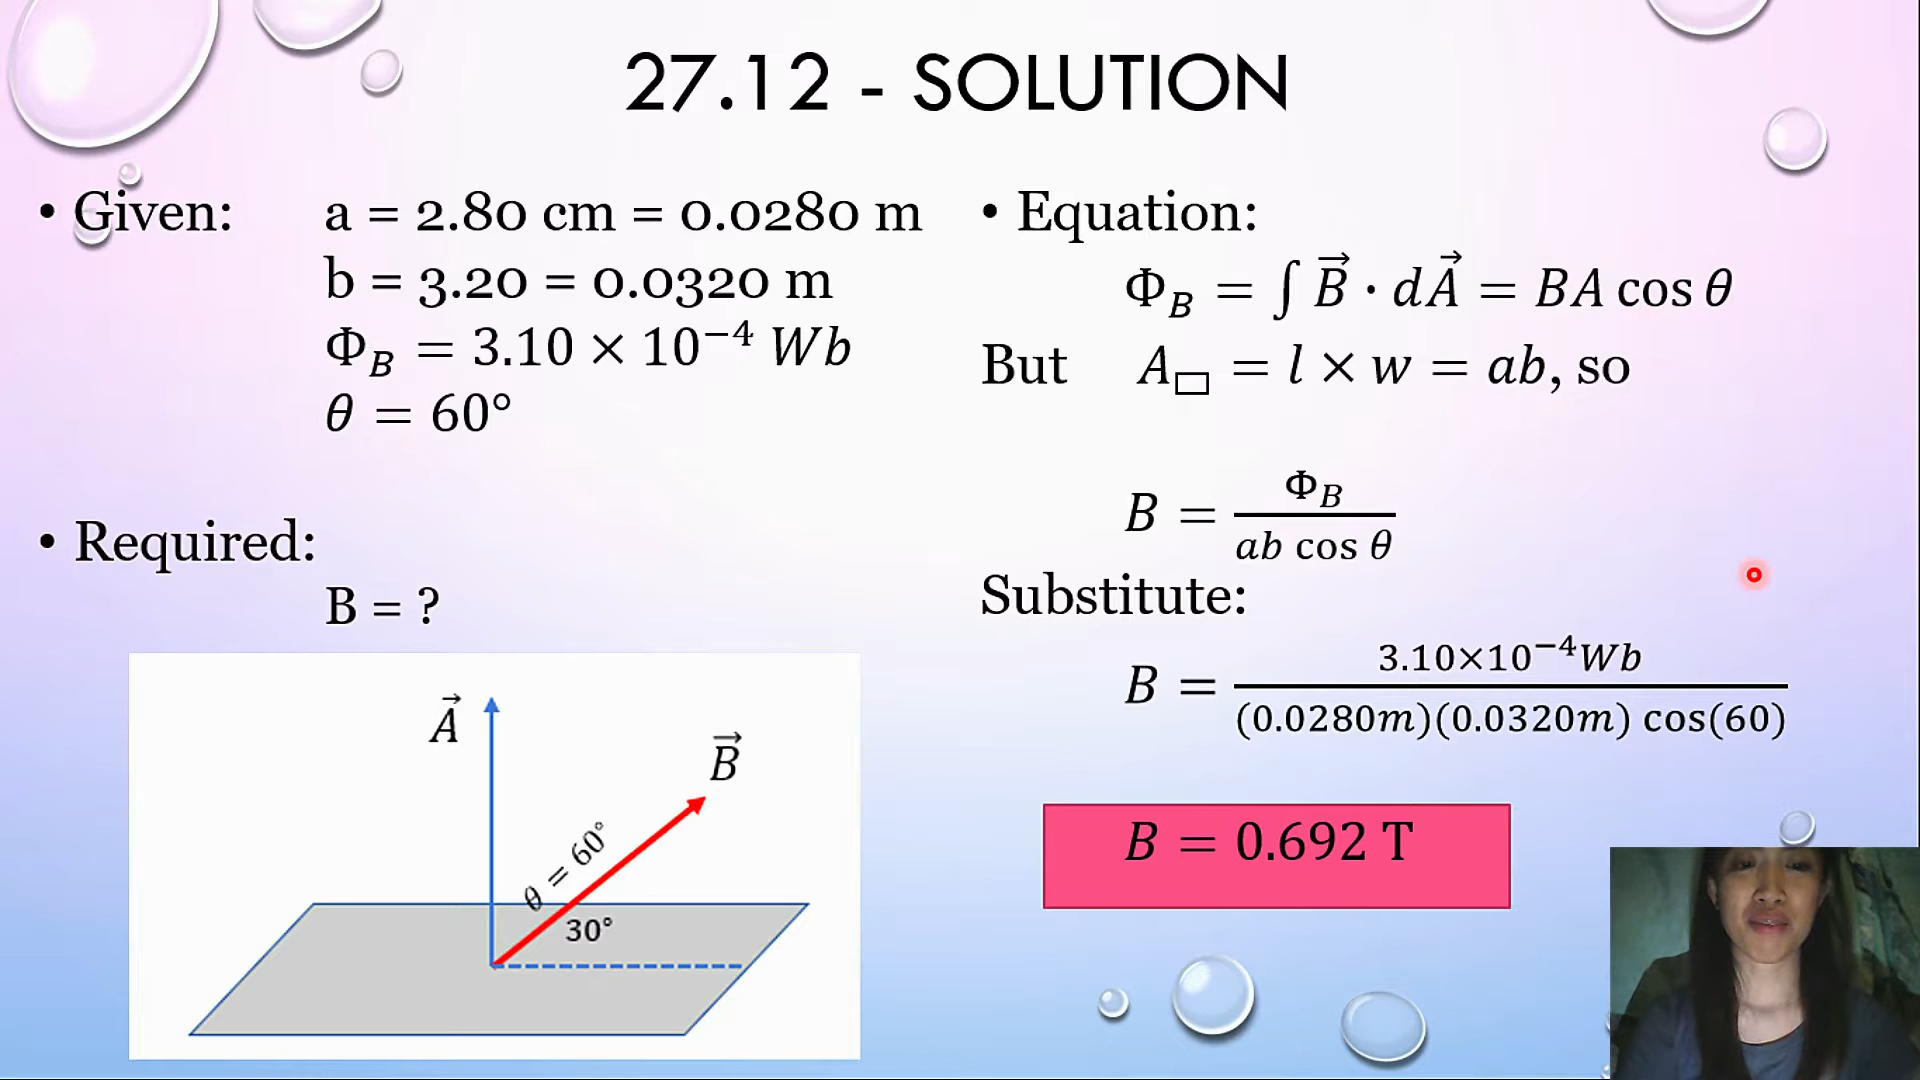 27.12 - SOLUTION
• Given: a = 2.80 cm = 0.0280 m
b = 3.20 = 0.0320 m
Φ_B = 3.10 × 10⁻⁴ Wb
θ = 60°
• Required:
B = ?
A⃗
B⃗
θ = 60°
30°
• Equation:
Φ_B = ∫ B⃗ · dA⃗ = BA cos θ
But A▭ = l × w = ab, so
B = Φ_B / ab cos θ
Substitute:
B = 3.10×10⁻⁴Wb / (0.0280m)(0.0320m) cos(60)
B = 0.692 T